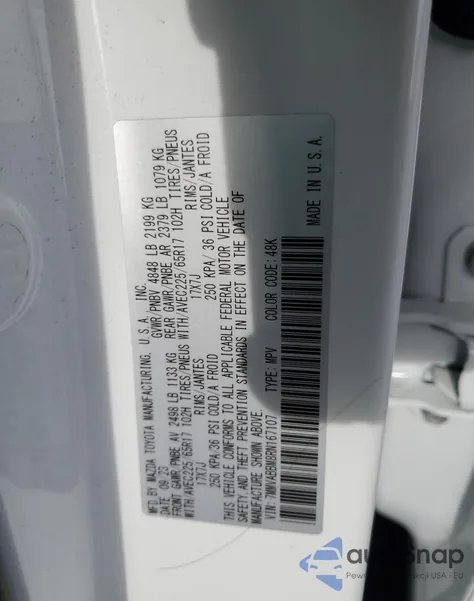 MFD. BY MAZDA TOYOTA MANUFACTURING, U.S.A., INC.
DATE 09.23 GVWR/PNBV 4848 LB 2199 KG
FRONT GAWR/PNBE AV 2498 LB 1133 KG REAR GAWR/PNBE AR 2379 LB 1079 KG
WITH/AVEC225/65R17 102H TIRES/PNEUS WITH/AVEC225/65R17 102H TIRES/PNEUS
17X7J RIMS/JANTES 17X7J RIMS/JANTES
250 KPA/36 PSI COLD/A FROID 250 KPA/36 PSI COLD/A FROID
THIS VEHICLE CONFORMS TO ALL APPLICABLE FEDERAL MOTOR VEHICLE
SAFETY, AND THEFT PREVENTION STANDARDS IN EFFECT ON THE DATE OF
MANUFACTURE SHOWN ABOVE.
VIN: 7MMVABBM3RN167107 TYPE: MPV COLOR CODE: 48K
MADE IN U.S.A.
autosnap
USA : EU